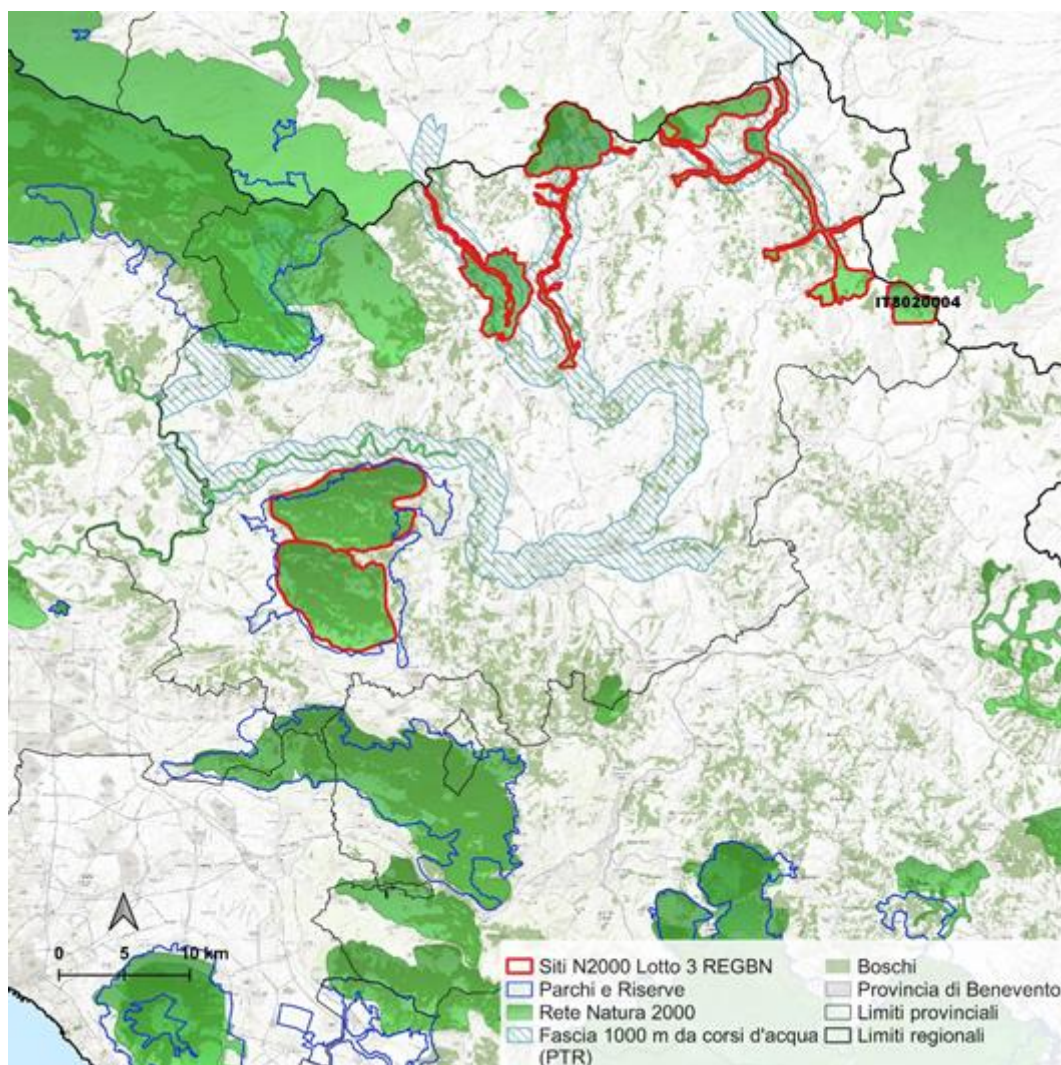 IT8020004
0 5 10 km
Siti N2000 Lotto 3 REGBN
Parchi e Riserve
Rete Natura 2000
Fascia 1000 m da corsi d'acqua
(PTR)
Boschi
Provincia di Benevento
Limiti provinciali
Limiti regionali